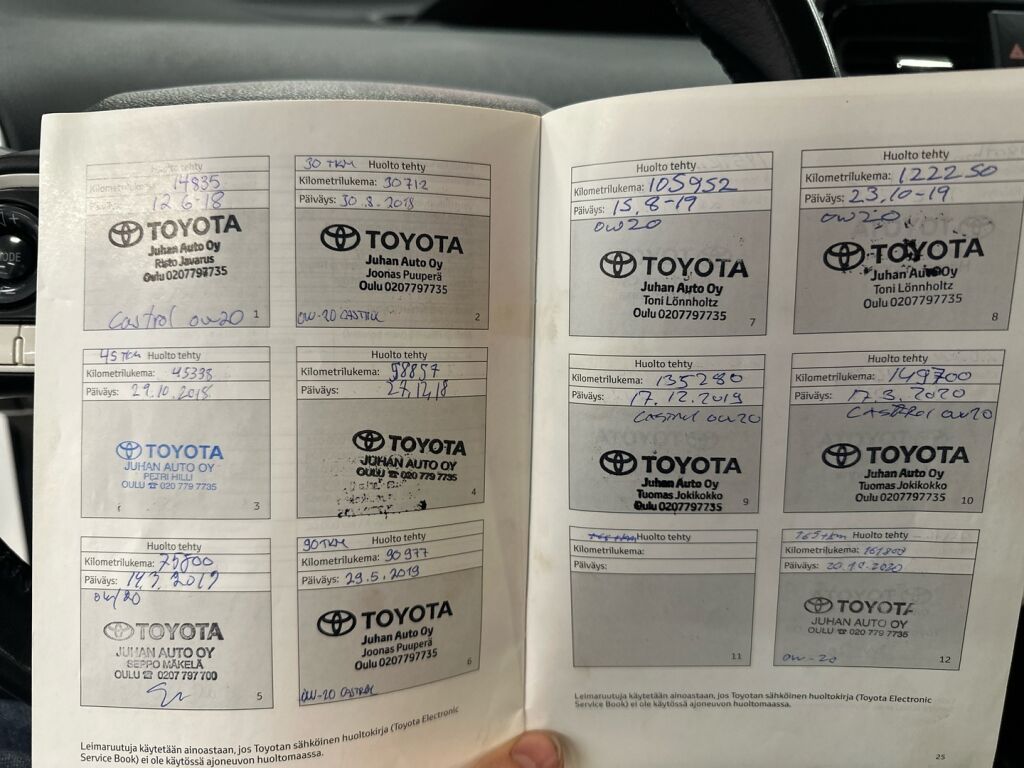 Huolto tehty
Kilometrilukema: 14835
12.6.18
TOYOTA
Juhan Auto Oy
Risto Javarus
Oulu 0207797735
Castrol 0W20
1
30 TKM Huolto tehty
Kilometrilukema: 30712
Päiväys: 30.8.2018
TOYOTA
Juhan Auto Oy
Joonas Puuperä
Oulu 0207797735
0W-20 CASTROL
2
45 TKM Huolto tehty
Kilometrilukema: 45335
Päiväys: 29.10.2018
TOYOTA
JUHAN AUTO OY
PETRI HILLI
OULU ☎ 020 779 7735
3
Huolto tehty
Kilometrilukema: 58857
Päiväys: 27.12.18
TOYOTA
JUHAN AUTO OY
OULU ☎ 020 779 7735
4
Huolto tehty
Kilometrilukema: 75800
Päiväys: 14.3.2019
0W/20
TOYOTA
JUHAN AUTO OY
SEPPO MÄKELÄ
OULU ☎ 0207 797 700
5
90TKM Huolto tehty
Kilometrilukema: 90977
Päiväys: 29.5.2019
TOYOTA
Juhan Auto Oy
Joonas Puuperä
Oulu 0207797735
0W-20 CASTROL
6
Leimaruutuja käytetään ainoastaan, jos Toyotan sähköinen huoltokirja (Toyota Electronic
Service Book) ei ole käytössä ajoneuvon huoltomaassa.
Huolto tehty
Kilometrilukema: 105952
Päiväys: 15.8-19
0W20
TOYOTA
Juhan Auto Oy
Toni Lönnholtz
Oulu 0207797735
7
Huolto tehty
Kilometrilukema: 122250
Päiväys: 23.10-19
0W20
TOYOTA
Juhan Auto Oy
Toni Lönnholtz
Oulu 0207797735
8
Huolto tehty
Kilometrilukema: 135280
Päiväys: 17.12.2019
Castrol 0W20
TOYOTA
Juhan Auto Oy
Tuomas Jokikokko
Oulu 0207797735
9
Huolto tehty
Kilometrilukema: 149700
Päiväys: 17.3.2020
CASTROL 0W20
TOYOTA
Juhan Auto Oy
Tuomas Jokikokko
Oulu 0207797735
10
Huolto tehty
Kilometrilukema:
Päiväys:
11
165 tkm Huolto tehty
Kilometrilukema: 161800
Päiväys: 20.10.2020
TOYOTA
JUHAN AUTO OY
OULU ☎ 020 779 7735
0W-20
12
Leimaruutuja käytetään ainoastaan, jos Toyotan sähköinen huoltokirja (Toyota Electronic
Service Book) ei ole käytössä ajoneuvon huoltomaassa.
25